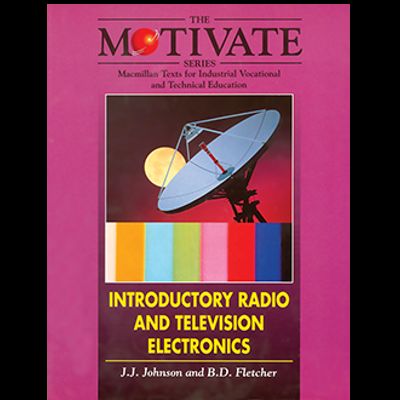 THE
MOTIVATE
SERIES
Macmillan Texts for Industrial Vocational
and Technical Education
INTRODUCTORY RADIO
AND TELEVISION
ELECTRONICS
J.J. Johnson and B.D. Fletcher